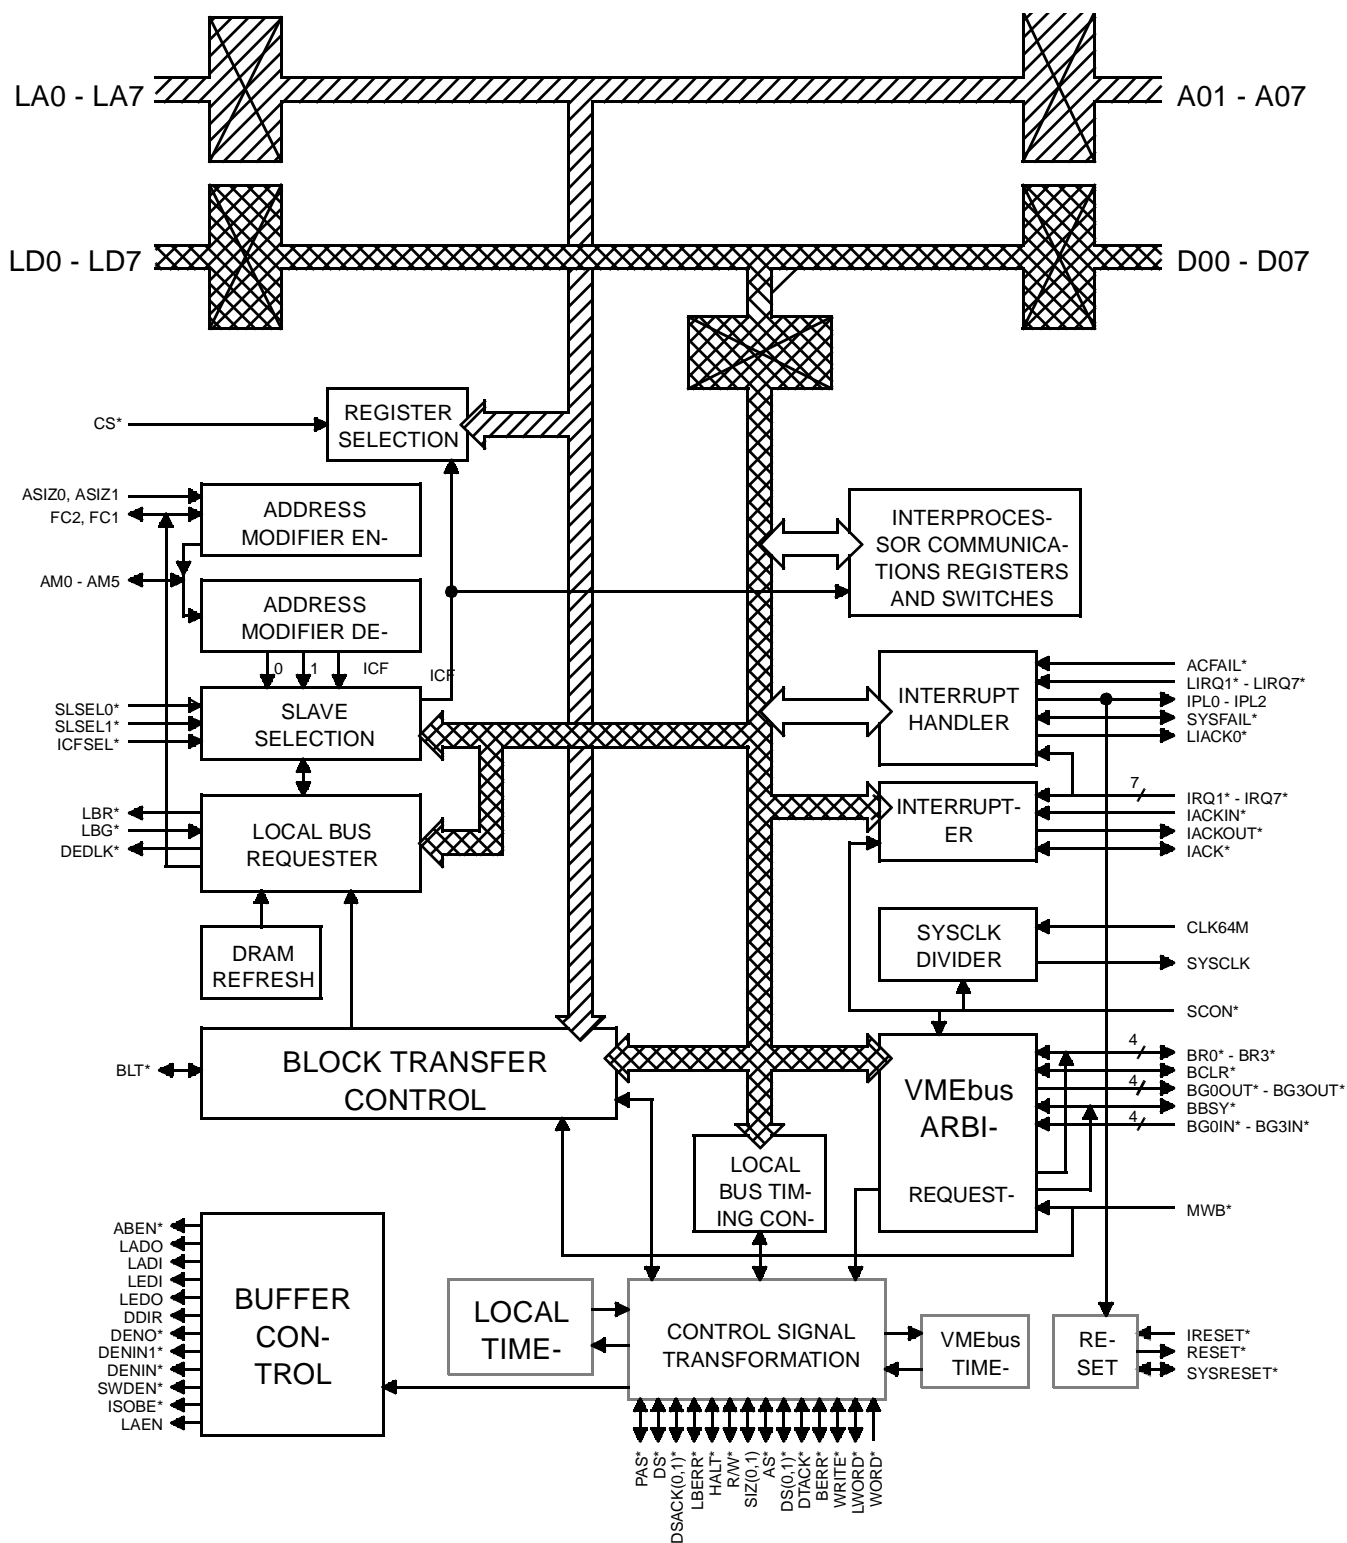 LA0 - LA7
A01 - A07
LD0 - LD7
D00 - D07
CS*
REGISTER
SELECTION
ASIZ0, ASIZ1
FC2, FC1
ADDRESS
MODIFIER EN-
AM0 - AM5
ADDRESS
MODIFIER DE-
0
1
ICF
ICF
SLSEL0*
SLSEL1*
ICFSEL*
SLAVE
SELECTION
LBR*
LBG*
DEDLK*
LOCAL BUS
REQUESTER
DRAM
REFRESH
BLT*
BLOCK TRANSFER
CONTROL
INTERPROCES-
SOR COMMUNICA-
TIONS REGISTERS
AND SWITCHES
INTERRUPT
HANDLER
ACFAIL*
LIRQ1* - LIRQ7*
IPL0 - IPL2
SYSFAIL*
LIACK0*
INTERRUPT-
ER
7
IRQ1* - IRQ7*
IACKIN*
IACKOUT*
IACK*
SYSCLK
DIVIDER
CLK64M
SYSCLK
SCON*
VMEbus
ARBI-
REQUEST-
4
BR0* - BR3*
BCLR*
4
BG0OUT* - BG3OUT*
BBSY*
4
BG0IN* - BG3IN*
MWB*
LOCAL
BUS TIM-
ING CON-
ABEN*
LADO
LADI
LEDI
LEDO
DDIR
DENO*
DENIN1*
DENIN*
SWDEN*
ISOBE*
LAEN
BUFFER
CON-
TROL
LOCAL
TIME-
CONTROL SIGNAL
TRANSFORMATION
VMEbus
TIME-
RE-
SET
IRESET*
RESET*
SYSRESET*
PAS*
DS*
DSACK(0,1)*
LBERR*
HALT*
R/W*
SIZ(0,1)
AS*
DS(0,1)*
DTACK*
BERR*
WRITE*
LWORD*
WORD*